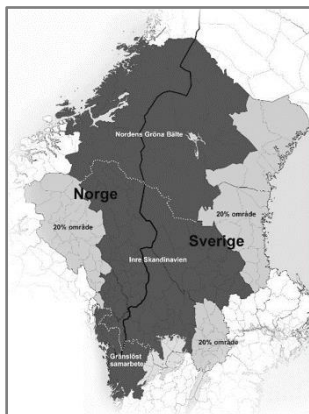 Nordens Gröna Bälte
Norge
20% område
Sverige
20% område
Inre Skandinavien
20% område
Gränslöst
samarbete